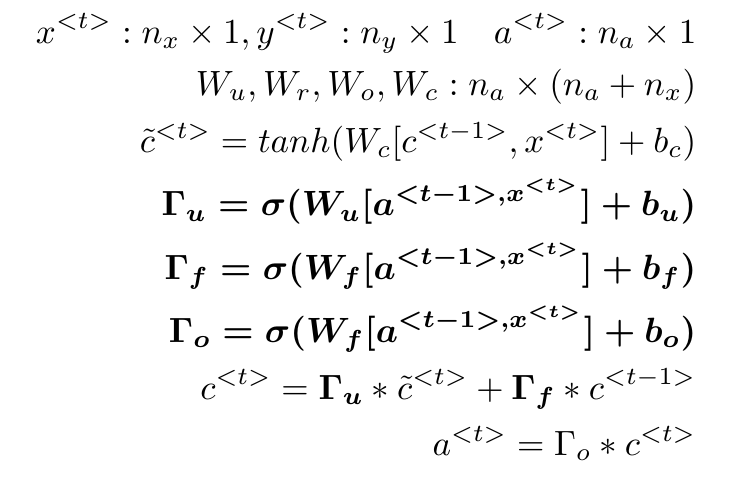 x^{<t>} : n_x × 1, y^{<t>} : n_y × 1 a^{<t>} : n_a × 1
W_u, W_r, W_o, W_c : n_a × (n_a + n_x)
c̃^{<t>} = tanh(W_c[c^{<t−1>}, x^{<t>}] + b_c)
Γ_u = σ(W_u[a^{<t−1>,x^{<t>}}] + b_u)
Γ_f = σ(W_f[a^{<t−1>,x^{<t>}}] + b_f)
Γ_o = σ(W_f[a^{<t−1>,x^{<t>}}] + b_o)
c^{<t>} = Γ_u * c̃^{<t>} + Γ_f * c^{<t−1>}
a^{<t>} = Γ_o * c^{<t>}